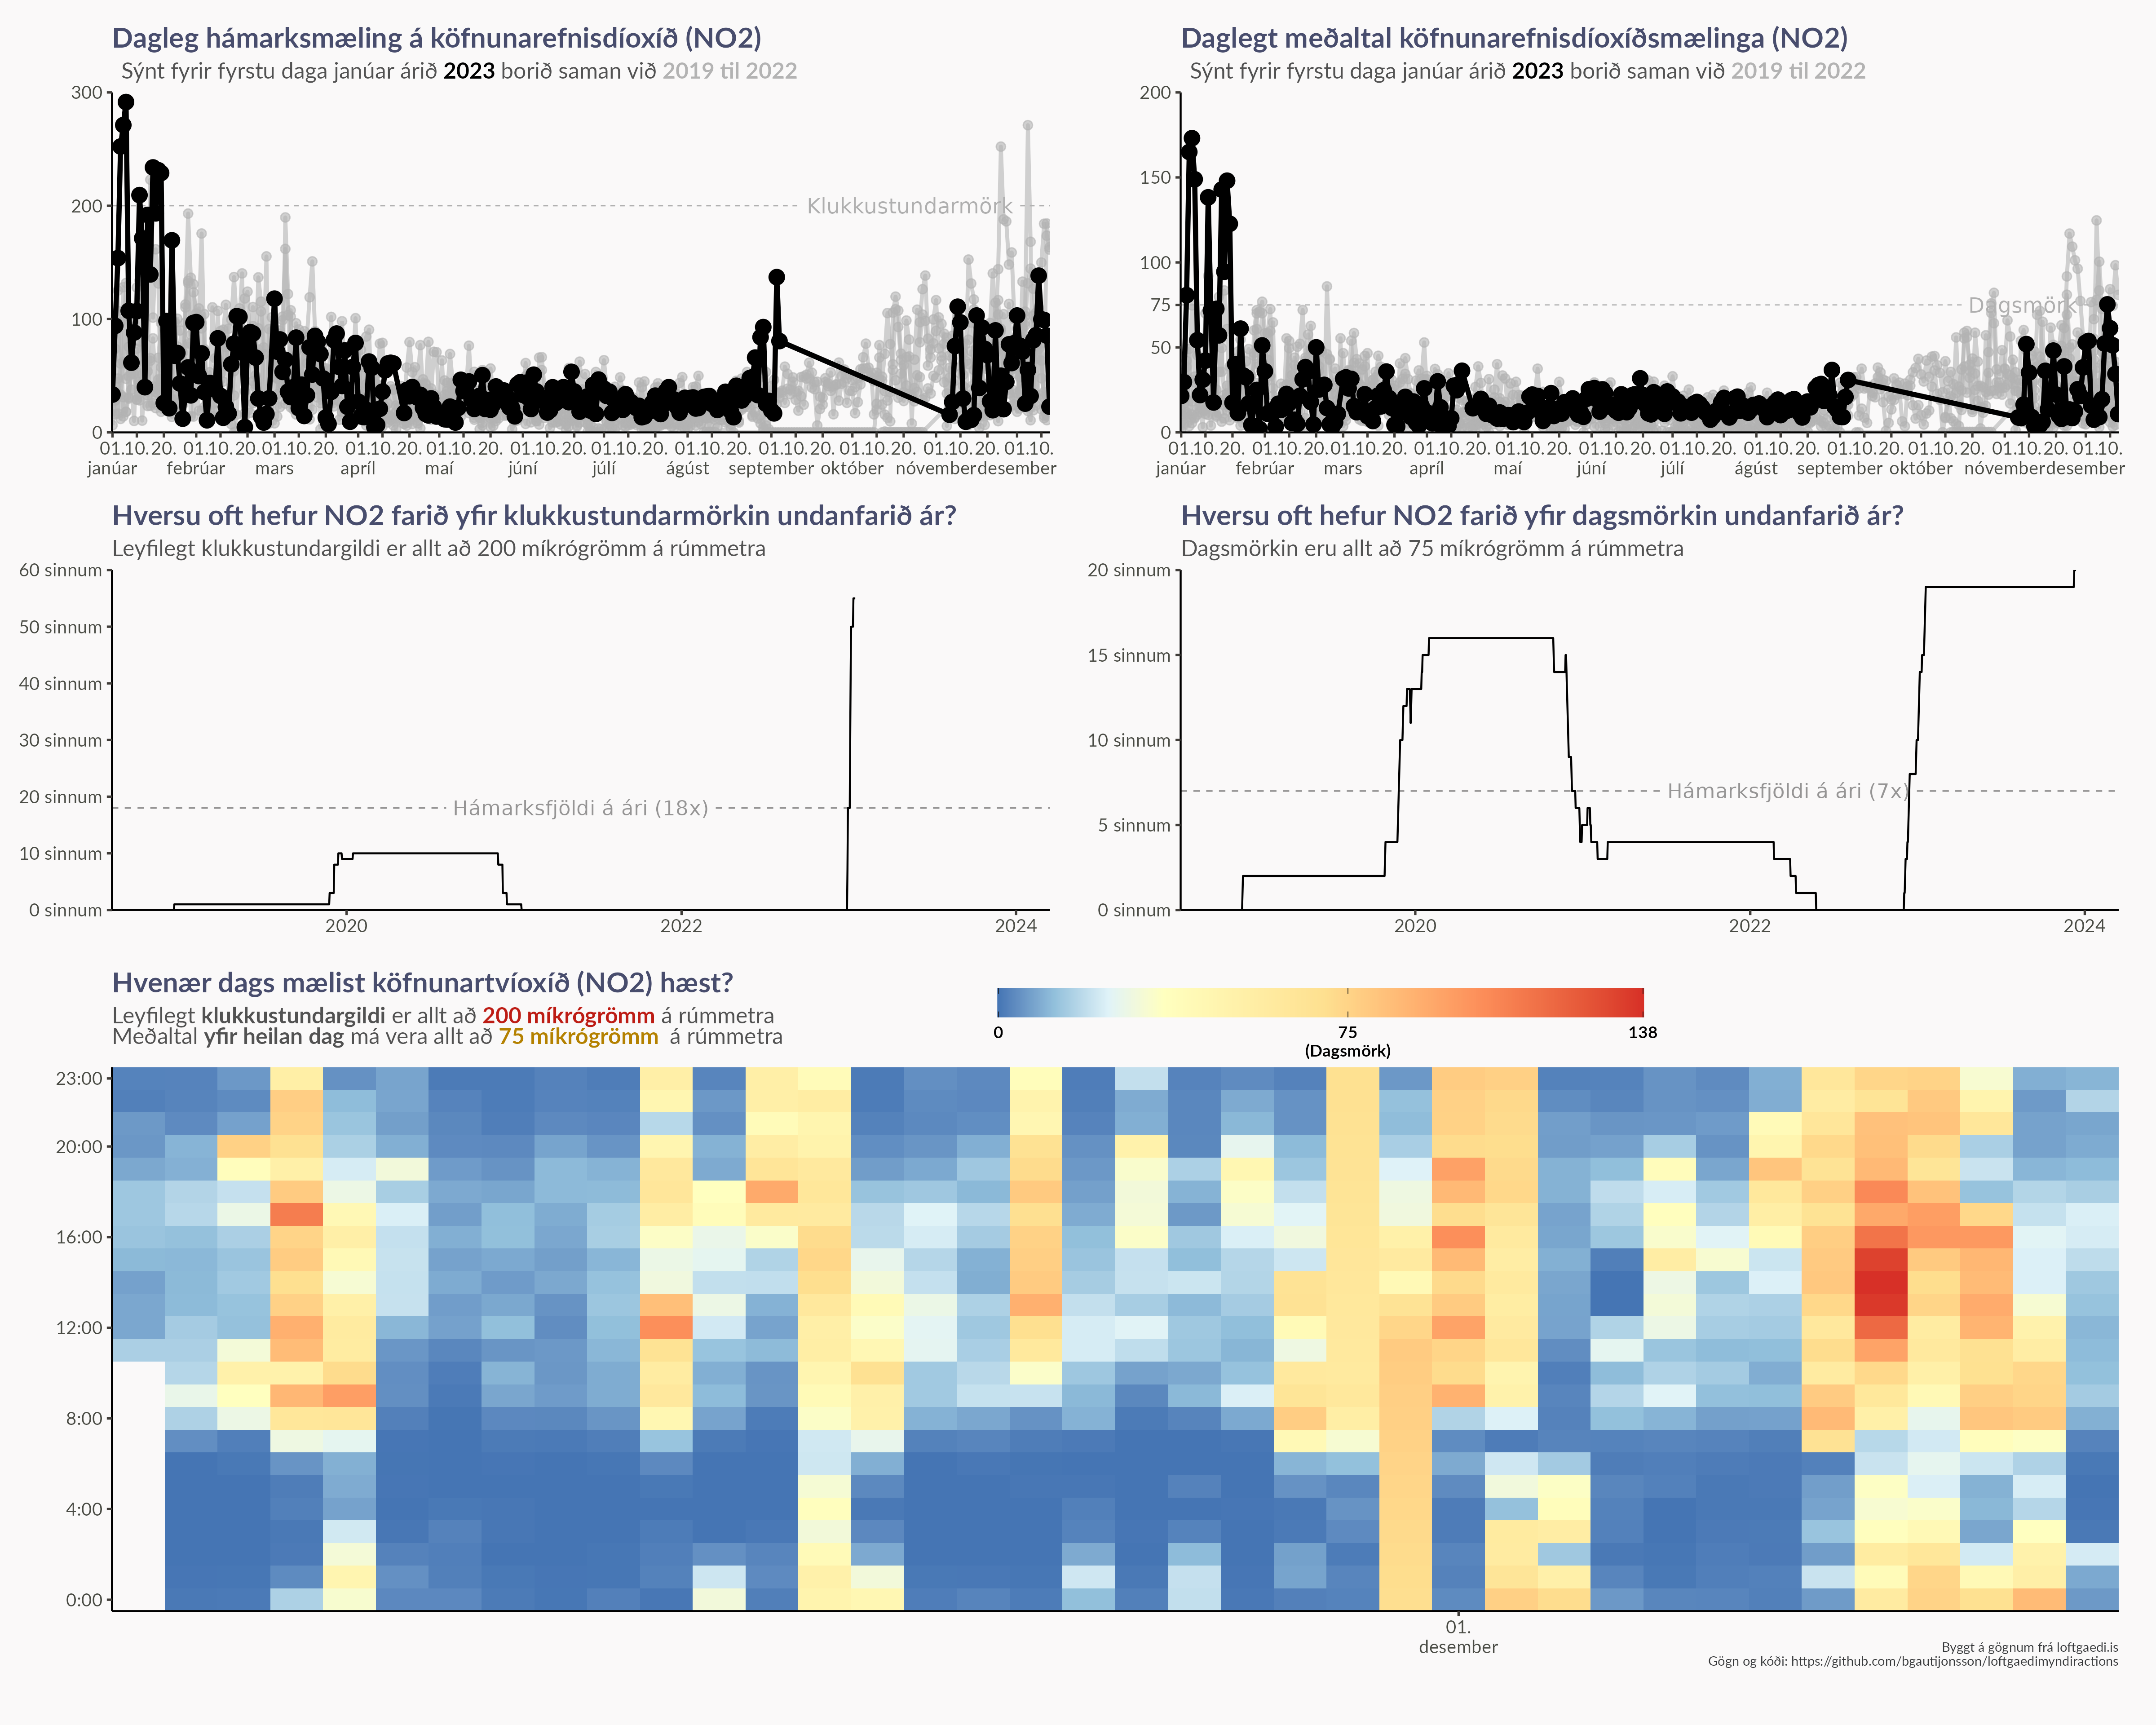 Dagleg hámarksmæling á köfnunarefnisdíoxíð (NO2)
Sýnt fyrir fyrstu daga janúar árið 2023 borið saman við 2019 til 2022
300
200
100
0
Klukkustundarmörk
01.10.20. 01.10.20. 01.10.20. 01.10.20. 01.10.20. 01.10.20. 01.10.20. 01.10.20. 01.10.20. 01.10.20. 01.10.20. 01.10.
janúar febrúar mars apríl maí júní júlí ágúst september október nóvember desember
Daglegt meðaltal köfnunarefnisdíoxíðsmælinga (NO2)
Sýnt fyrir fyrstu daga janúar árið 2023 borið saman við 2019 til 2022
200
150
100
75
50
0
Dagsmörk
01.10.20. 01.10.20. 01.10.20. 01.10.20. 01.10.20. 01.10.20. 01.10.20. 01.10.20. 01.10.20. 01.10.20. 01.10.20. 01.10.
janúar febrúar mars apríl maí júní júlí ágúst september október nóvember desember
Hversu oft hefur NO2 farið yfir klukkustundarmörkin undanfarið ár?
Leyfilegt klukkustundargildi er allt að 200 míkrógrömm á rúmmetra
60 sinnum
50 sinnum
40 sinnum
30 sinnum
20 sinnum
10 sinnum
0 sinnum
Hámarksfjöldi á ári (18x)
2020 2022 2024
Hversu oft hefur NO2 farið yfir dagsmörkin undanfarið ár?
Dagsmörkin eru allt að 75 míkrógrömm á rúmmetra
20 sinnum
15 sinnum
10 sinnum
5 sinnum
0 sinnum
Hámarksfjöldi á ári (7x)
2020 2022 2024
Hvenær dags mælist köfnunartvíoxíð (NO2) hæst?
Leyfilegt klukkustundargildi er allt að 200 míkrógrömm á rúmmetra
Meðaltal yfir heilan dag má vera allt að 75 míkrógrömm á rúmmetra
0 75 138
(Dagsmörk)
23:00
20:00
16:00
12:00
8:00
4:00
0:00
01.
desember
Byggt á gögnum frá loftgaedi.is
Gögn og kóði: https://github.com/bgautijonsson/loftgaedimyndiractions